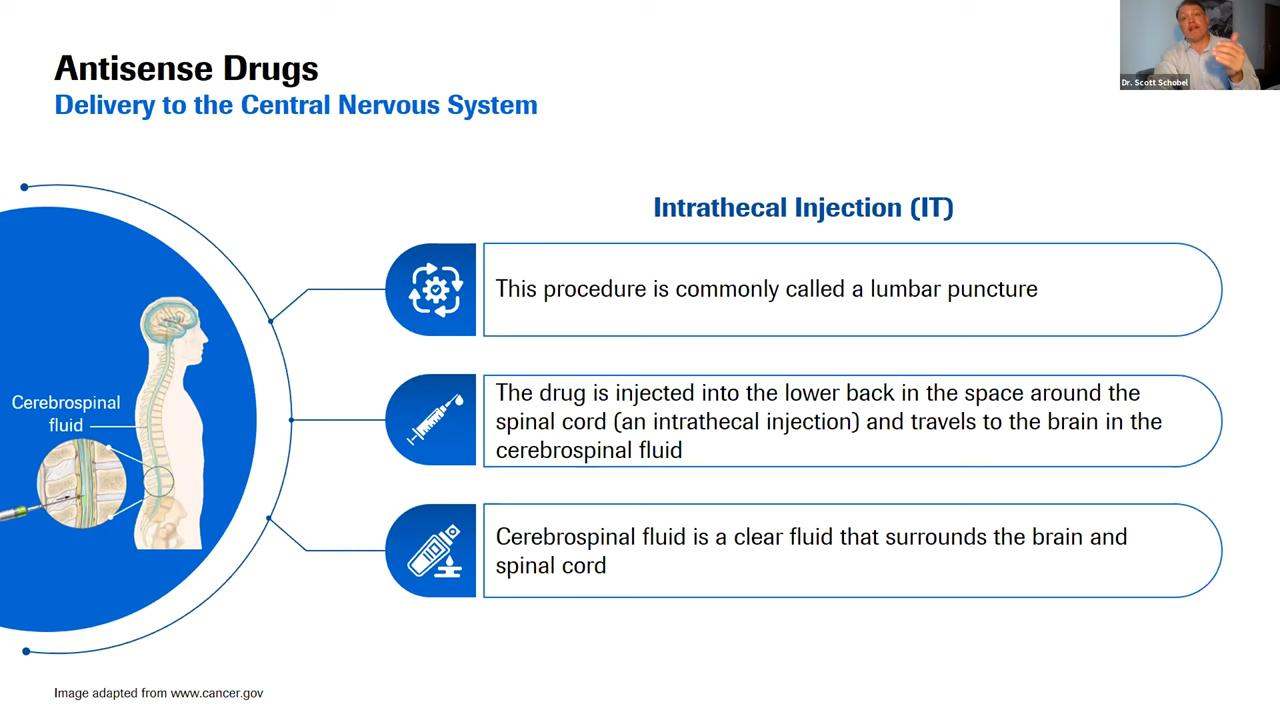 Antisense Drugs
Delivery to the Central Nervous System
Dr. Scott Schobel
Intrathecal Injection (IT)
This procedure is commonly called a lumbar puncture
The drug is injected into the lower back in the space around the
spinal cord (an intrathecal injection) and travels to the brain in the
cerebrospinal fluid
Cerebrospinal fluid is a clear fluid that surrounds the brain and
spinal cord
Cerebrospinal
fluid
Image adapted from www.cancer.gov